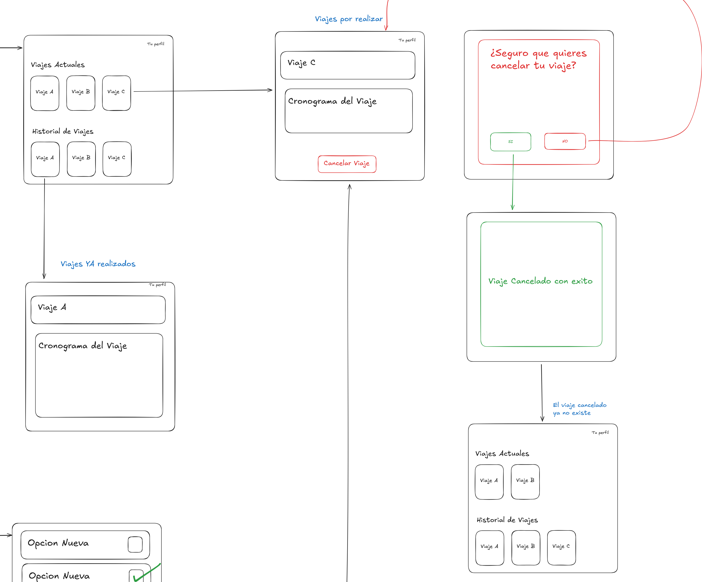 Viajes por realizar
Tu perfil
Viajes Actuales
Viaje A
Viaje B
Viaje C
Historial de Viajes
Viaje A
Viaje B
Viaje C
Tu perfil
Viaje C
Cronograma del Viaje
Cancelar Viaje
¿Seguro que quieres
cancelar tu viaje?
Viajes YA realizados
Tu perfil
Viaje A
Cronograma del Viaje
Viaje Cancelado con exito
El viaje cancelado
ya no existe
Tu perfil
Viajes Actuales
Viaje A
Viaje B
Historial de Viajes
Viaje A
Viaje B
Viaje C
Opcion Nueva
Opcion Nueva